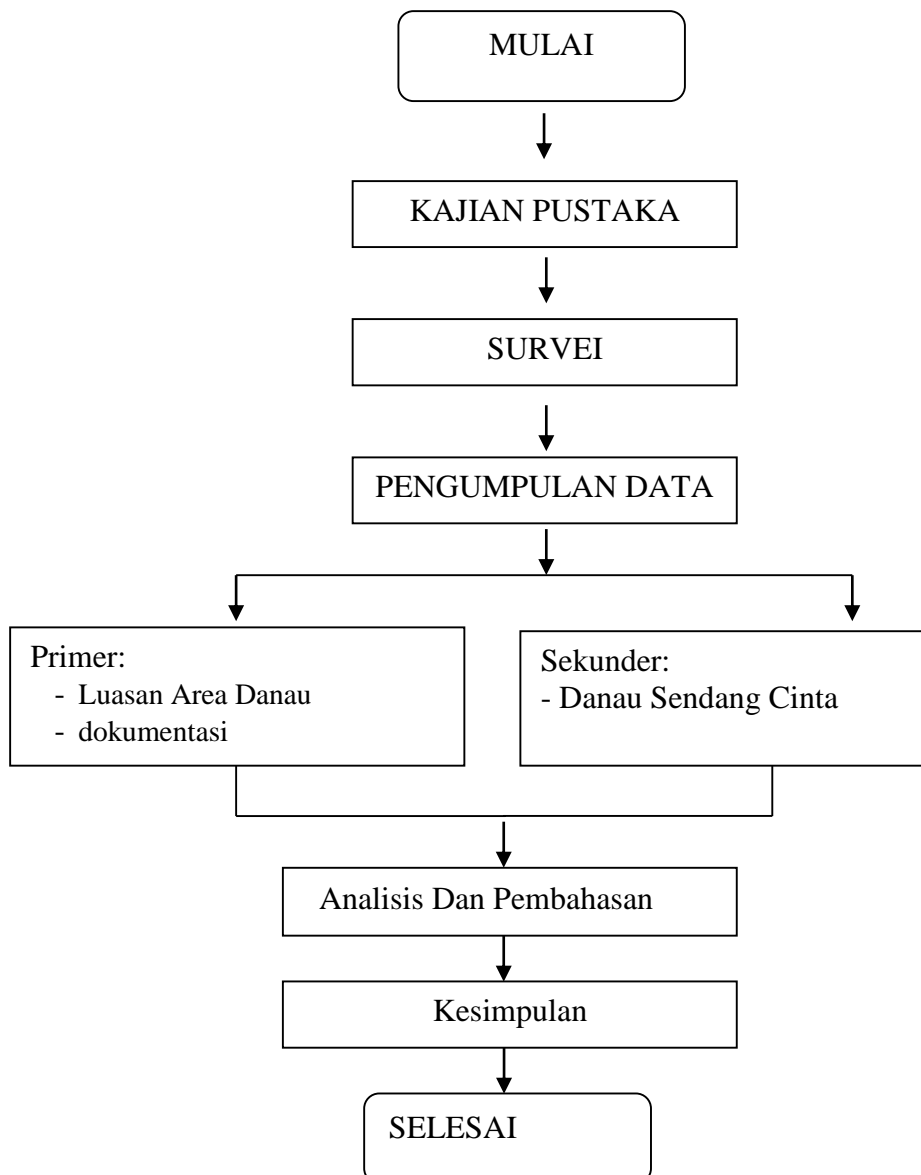 MULAI
KAJIAN PUSTAKA
SURVEI
PENGUMPULAN DATA
Primer:
- Luasan Area Danau
- dokumentasi
Sekunder:
- Danau Sendang Cinta
Analisis Dan Pembahasan
Kesimpulan
SELESAI